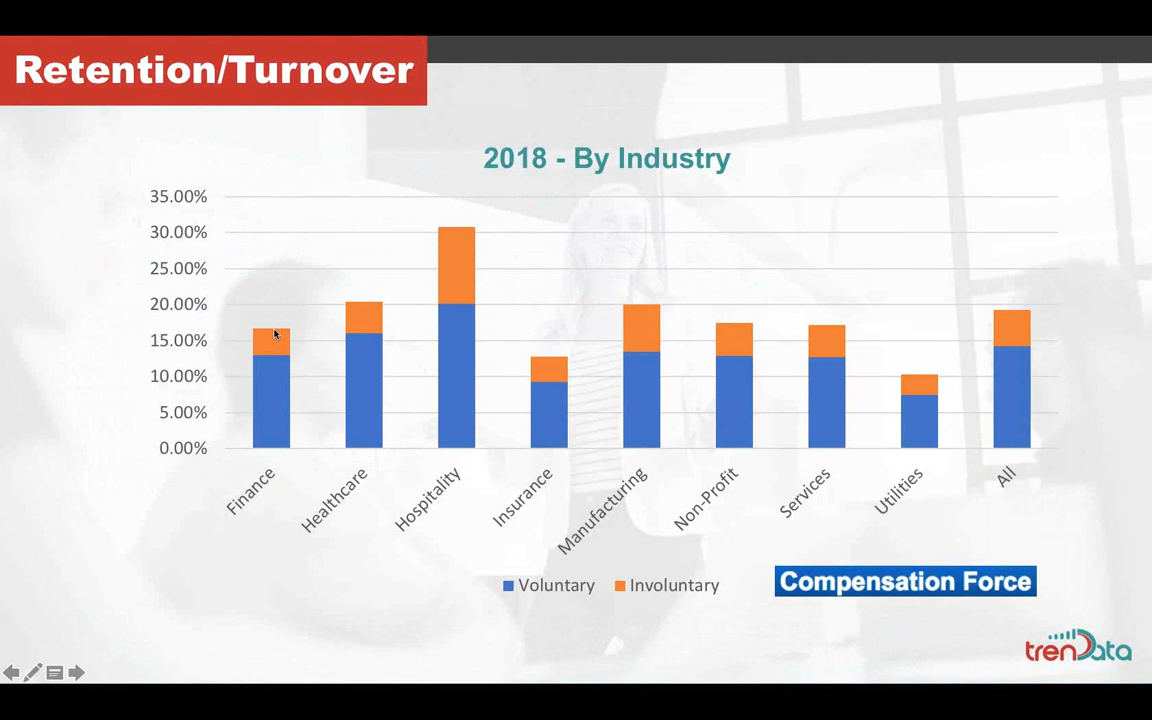 Retention/Turnover
2018 - By Industry
35.00%
30.00%
25.00%
20.00%
15.00%
10.00%
5.00%
0.00%
Finance
Healthcare
Hospitality
Insurance
Manufacturing
Non-Profit
Services
Utilities
All
Voluntary
Involuntary
Compensation Force
trenData